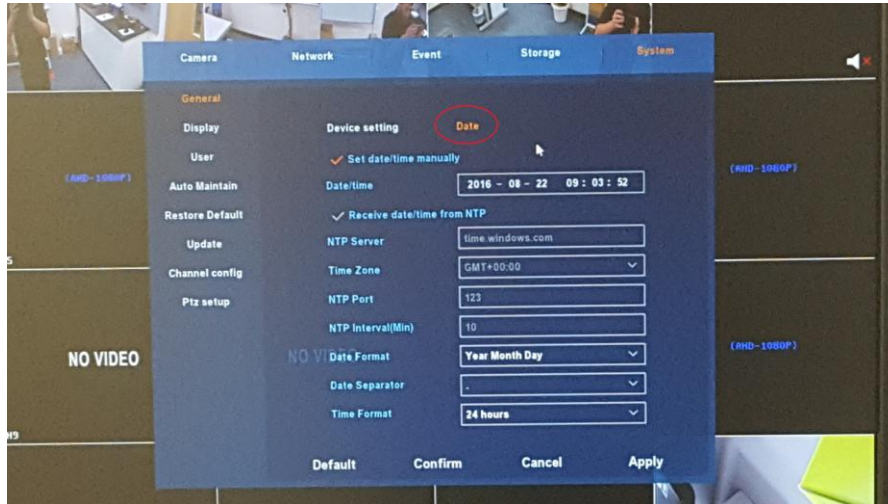 Camera Network Event Storage System
General
Display
User
Auto Maintain
Restore Default
Update
Channel config
Ptz setup
Device setting Date
Set date/time manually
Date/time 2016 - 08 - 22 09 : 03 : 52
Receive date/time from NTP
NTP Server time.windows.com
Time Zone GMT+00:00
NTP Port 123
NTP Interval(Min) 10
Date Format Year Month Day
Date Separator .
Time Format 24 hours
Default Confirm Cancel Apply
(AHD-1080P)
(AHD-1080P)
NO VIDEO
NO VI
(AHD-1080P)